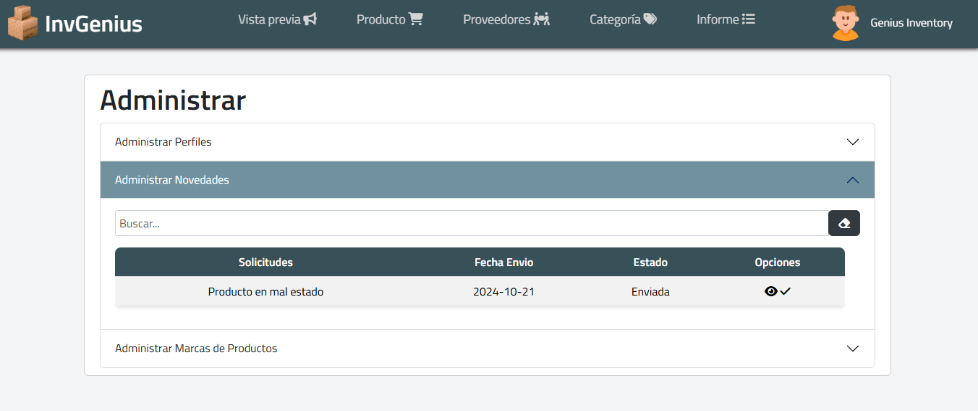 InvGenius Vista previa Producto Proveedores Categoría Informe Genius Inventory
Administrar
Administrar Perfiles
Administrar Novedades
Buscar...
Solicitudes Fecha Envio Estado Opciones
Producto en mal estado 2024-10-21 Enviada
Administrar Marcas de Productos